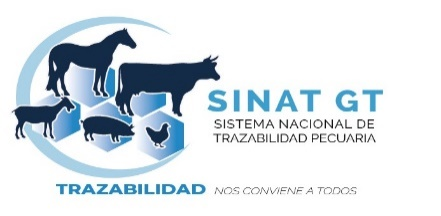 SINAT GT
SISTEMA NACIONAL DE
TRAZABILIDAD PECUARIA
TRAZABILIDAD NOS CONVIENE A TODOS